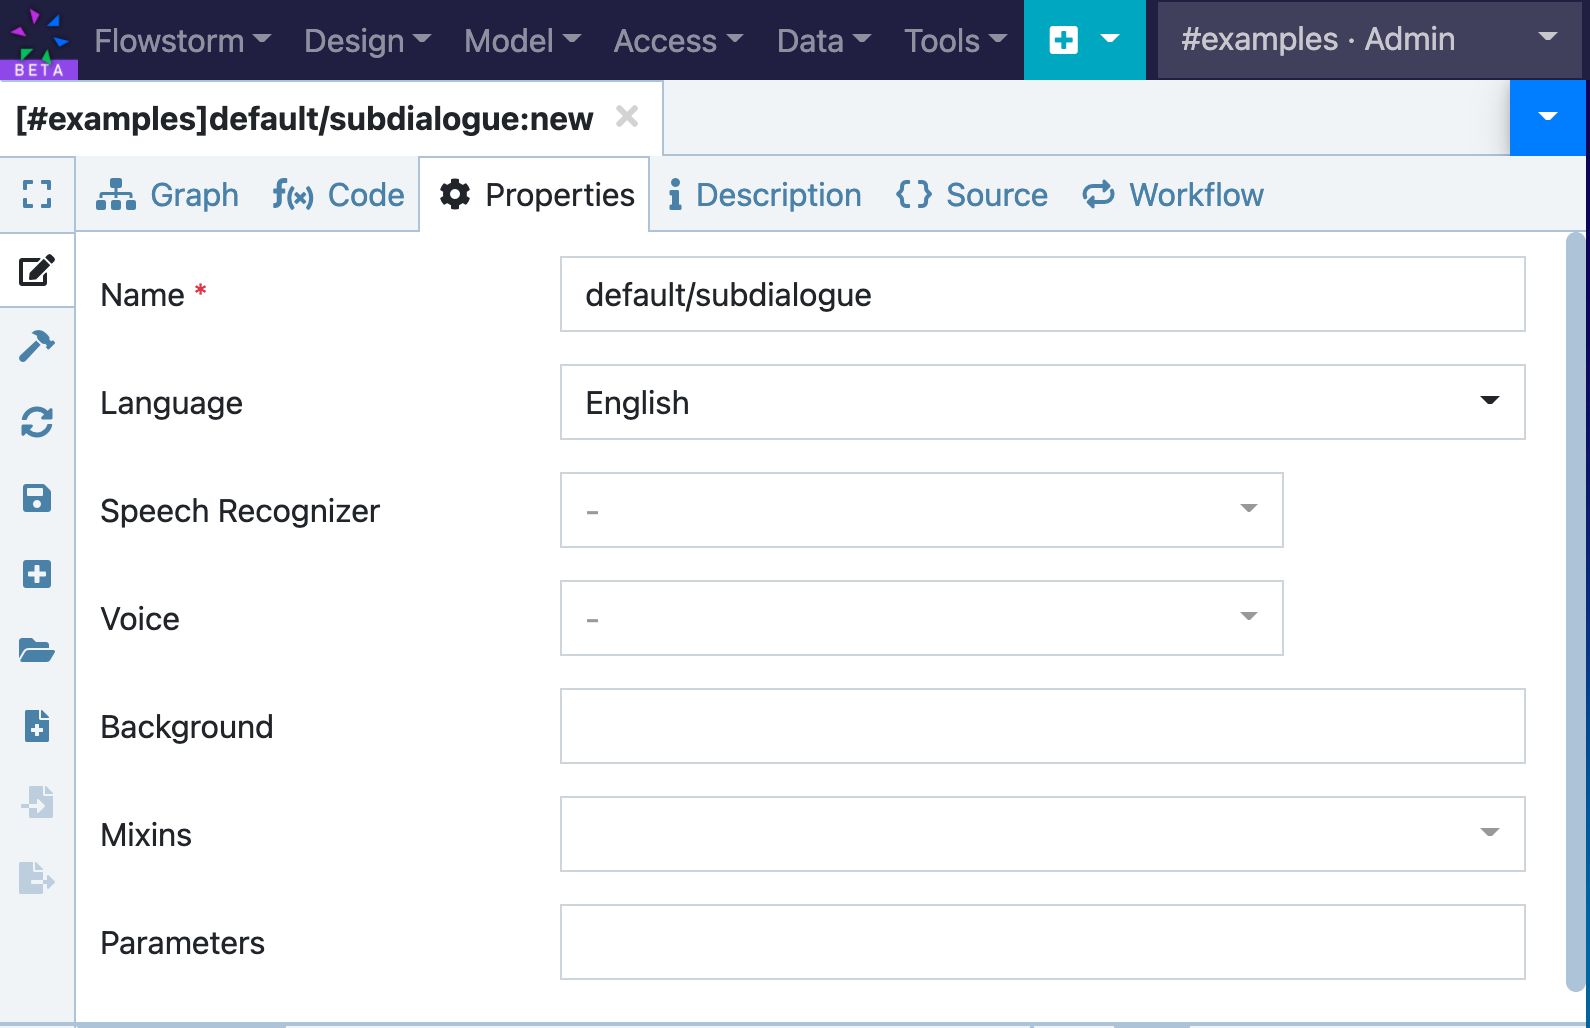 Flowstorm Design Model Access Data Tools #examples · Admin
BETA
[#examples]default/subdialogue:new
Graph f(x) Code Properties Description {} Source Workflow
Name * default/subdialogue
Language English
Speech Recognizer -
Voice -
Background
Mixins
Parameters